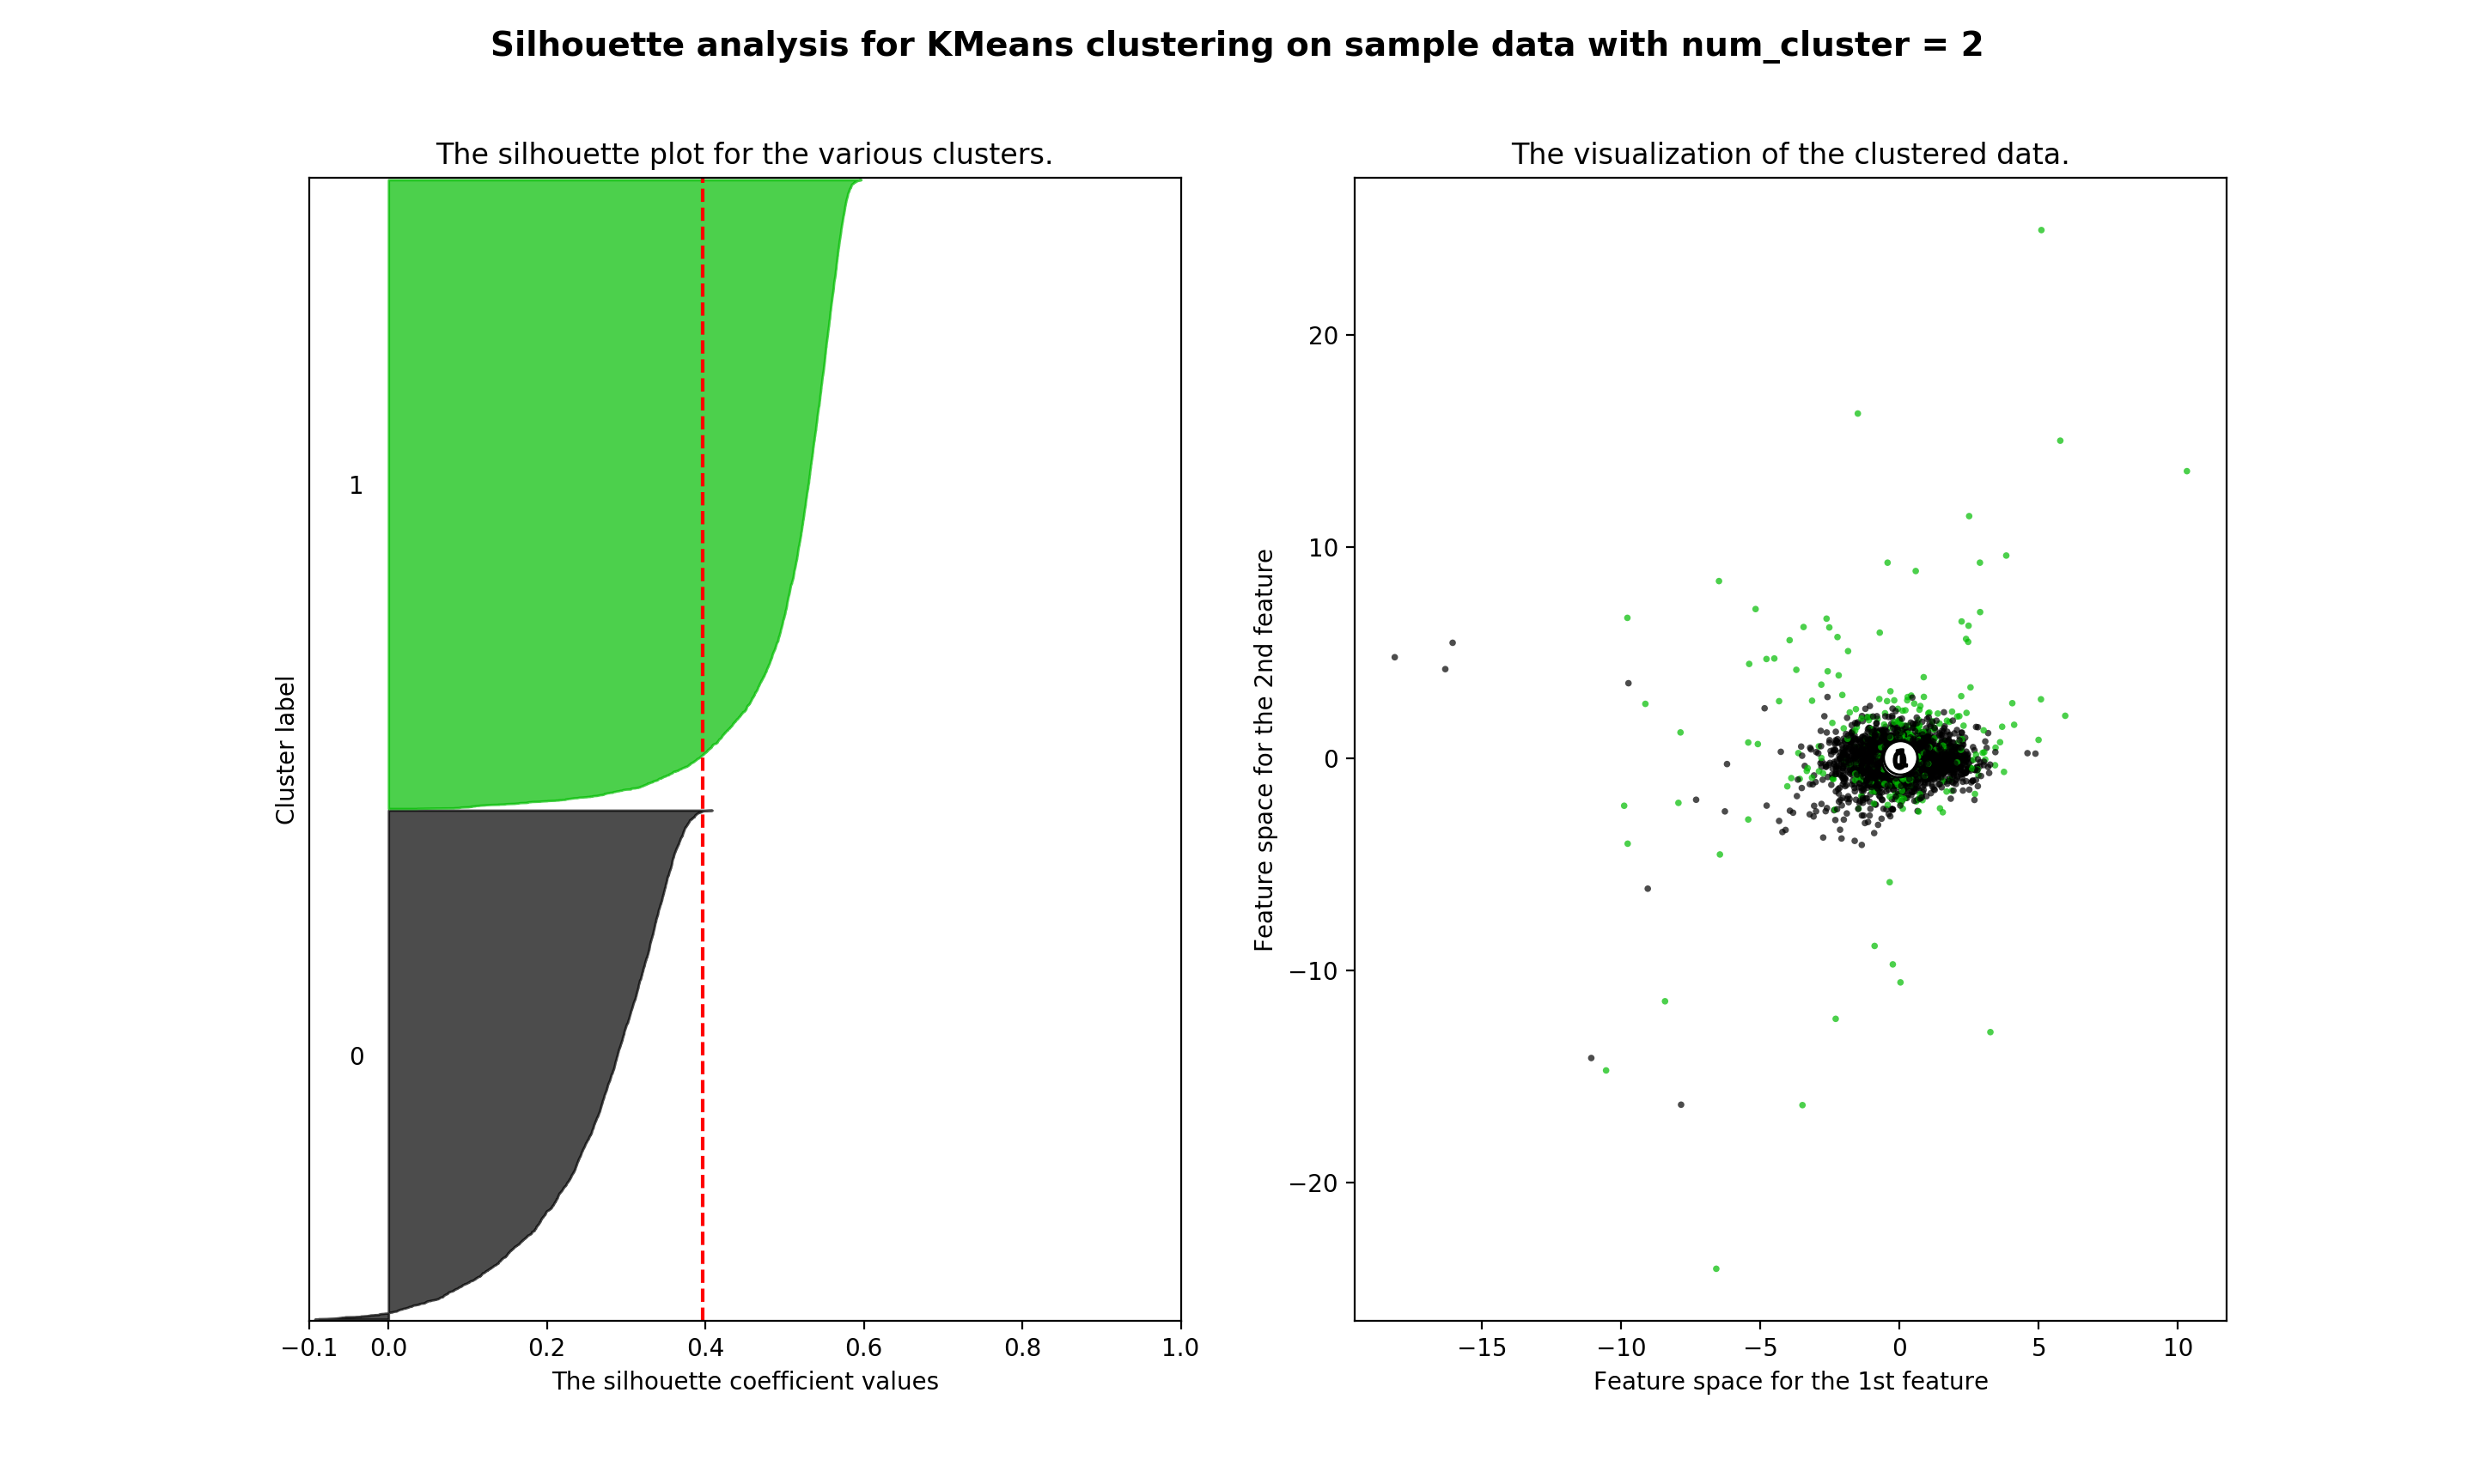 Silhouette analysis for KMeans clustering on sample data with num_cluster = 2
The silhouette plot for the various clusters.
Cluster label
1
0
−0.1 0.0 0.2 0.4 0.6 0.8 1.0
The silhouette coefficient values
The visualization of the clustered data.
Feature space for the 2nd feature
20
10
0
−10
−20
−15 −10 −5 0 5 10
Feature space for the 1st feature